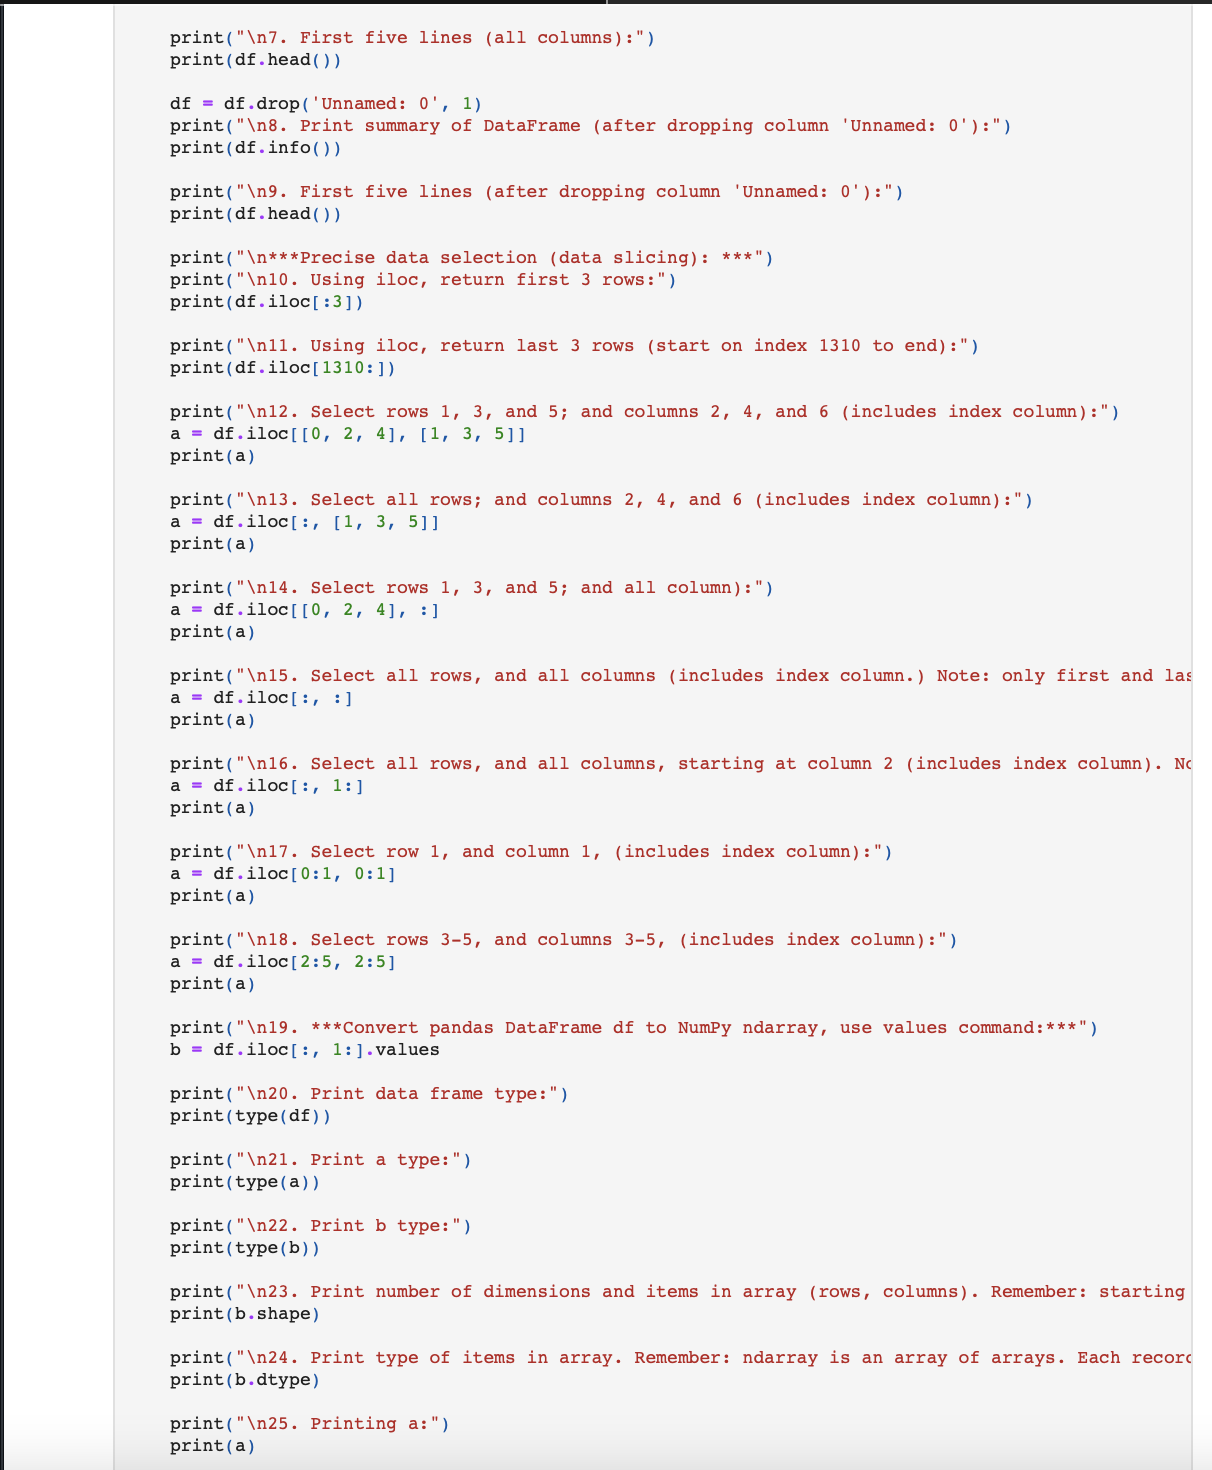 print("\n7. First five lines (all columns):")
print(df.head())
df = df.drop('Unnamed: 0', 1)
print("\n8. Print summary of DataFrame (after dropping column 'Unnamed: 0'):")
print(df.info())
print("\n9. First five lines (after dropping column 'Unnamed: 0'):")
print(df.head())
print("\n***Precise data selection (data slicing): ***")
print("\n10. Using iloc, return first 3 rows:")
print(df.iloc[:3])
print("\n11. Using iloc, return last 3 rows (start on index 1310 to end):")
print(df.iloc[1310:])
print("\n12. Select rows 1, 3, and 5; and columns 2, 4, and 6 (includes index column):")
a = df.iloc[[0, 2, 4], [1, 3, 5]]
print(a)
print("\n13. Select all rows; and columns 2, 4, and 6 (includes index column):")
a = df.iloc[:, [1, 3, 5]]
print(a)
print("\n14. Select rows 1, 3, and 5; and all column):")
a = df.iloc[[0, 2, 4], :]
print(a)
print("\n15. Select all rows, and all columns (includes index column.) Note: only first and
a = df.iloc[:, :]
print(a)
print("\n16. Select all rows, and all columns, starting at column 2 (includes index column).
a = df.iloc[:, 1:]
print(a)
print("\n17. Select row 1, and column 1, (includes index column):")
a = df.iloc[0:1, 0:1]
print(a)
print("\n18. Select rows 3-5, and columns 3-5, (includes index column):")
a = df.iloc[2:5, 2:5]
print(a)
print("\n19. ***Convert pandas DataFrame df to NumPy ndarray, use values command:***")
b = df.iloc[:, 1:].values
print("\n20. Print data frame type:")
print(type(df))
print("\n21. Print a type:")
print(type(a))
print("\n22. Print b type:")
print(type(b))
print("\n23. Print number of dimensions and items in array (rows, columns). Remember: starting
print(b.shape)
print("\n24. Print type of items in array. Remember: ndarray is an array of arrays. Each
print(b.dtype)
print("\n25. Printing a:")
print(a)